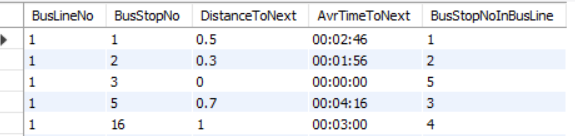 BusLineNo BusStopNo DistanceToNext AvrTimeToNext BusStopNoInBusLine
1 1 0.5 00:02:46 1
1 2 0.3 00:01:56 2
1 3 0 00:00:00 5
1 5 0.7 00:04:16 3
1 16 1 00:03:00 4